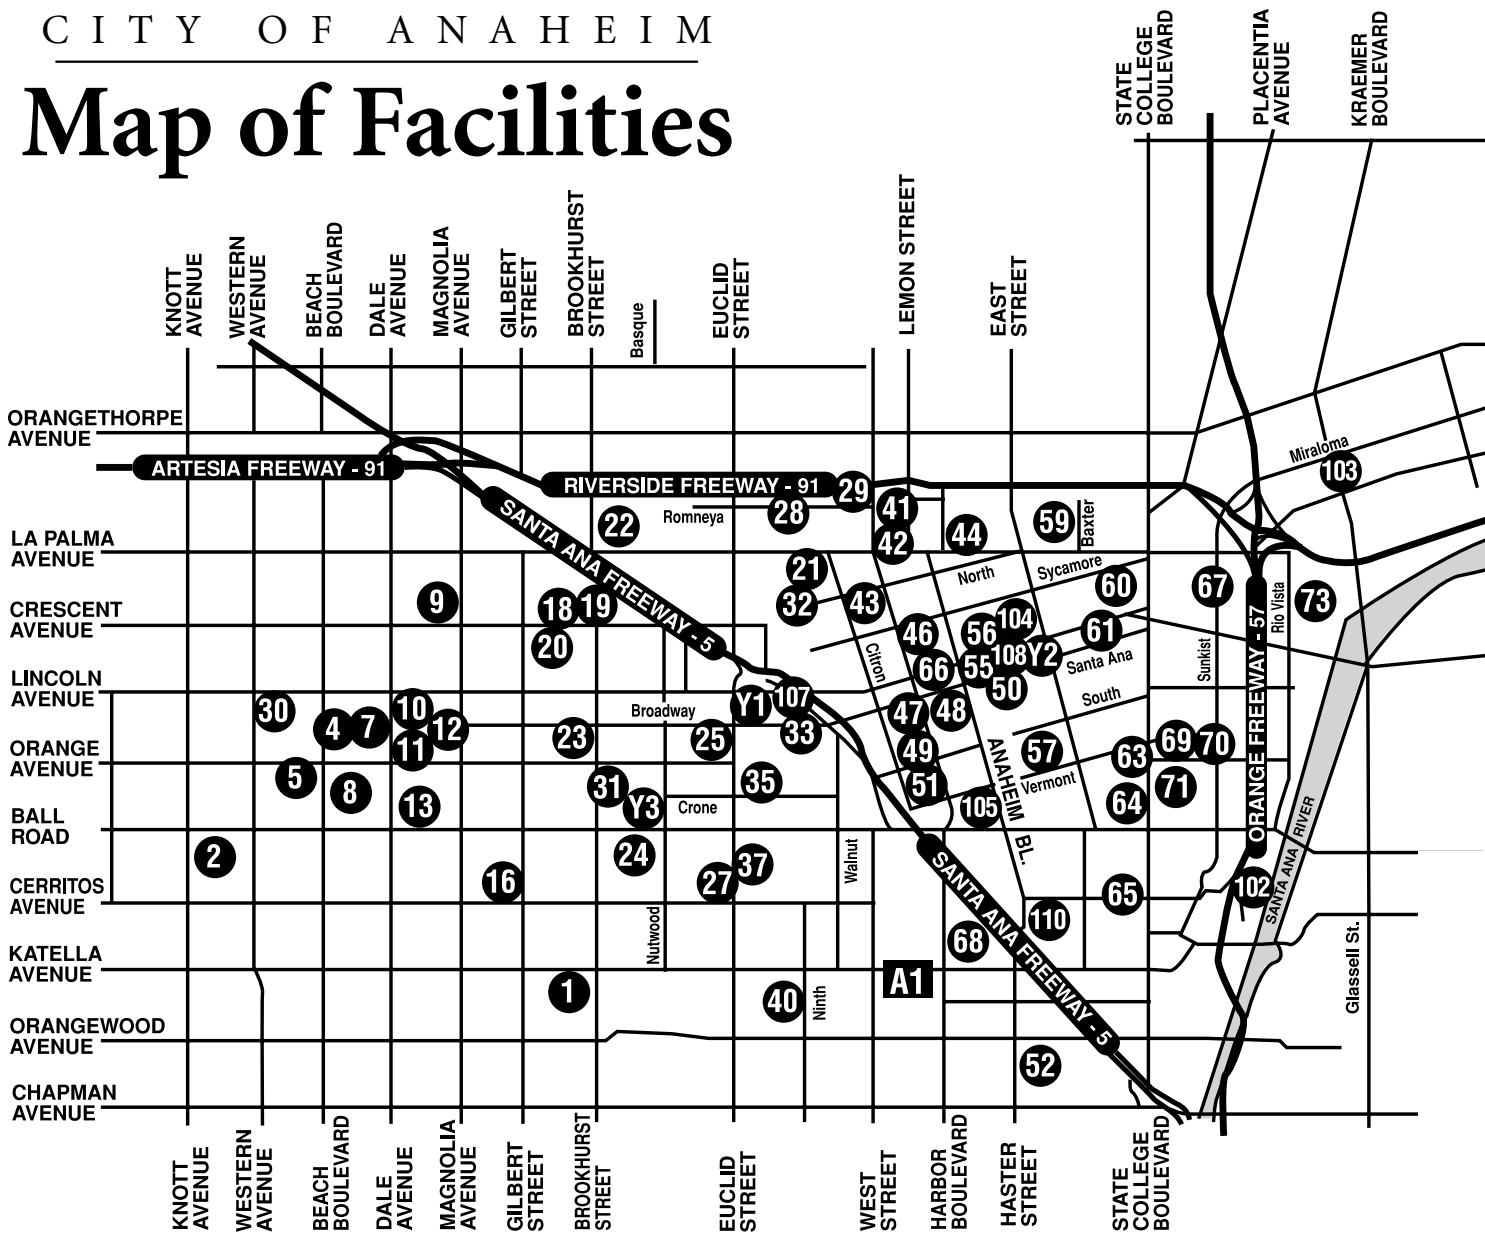 CITY OF ANAHEIM
Map of Facilities
STATE
COLLEGE
BOULEVARD
PLACENTIA
AVENUE
KRAEMER
BOULEVARD
KNOTT
AVENUE
WESTERN
AVENUE
BEACH
BOULEVARD
DALE
AVENUE
MAGNOLIA
AVENUE
GILBERT
STREET
BROOKHURST
STREET
Basque
EUCLID
STREET
LEMON STREET
EAST
STREET
ORANGETHORPE
AVENUE
ARTESIA FREEWAY - 91
RIVERSIDE FREEWAY - 91
SANTA ANA FREEWAY - 5
Miraloma
103
29
41
28
22
Romneya
42
44
59
Baxter
LA PALMA
AVENUE
21
North
Sycamore
60
67
73
9
18
19
32
43
CRESCENT
AVENUE
20
46
56
104
61
Rio Vista
Citron
66
55
108
Y2
Santa Ana
Sunkist
50
South
LINCOLN
AVENUE
30
4
7
10
12
11
Broadway
Y1
107
47
48
23
25
33
49
57
63
69
70
ORANGE
AVENUE
5
8
13
31
Y3
35
Crone
51
105
Vermont
ANAHEIM BL.
64
71
ORANGE FREEWAY - 57
BALL
ROAD
2
16
24
27
37
Walnut
SANTA ANA FREEWAY - 5
65
102
SANTA ANA RIVER
CERRITOS
AVENUE
Nutwood
68
110
KATELLA
AVENUE
1
40
Ninth
A1
Glassell St.
ORANGEWOOD
AVENUE
52
CHAPMAN
AVENUE
KNOTT
AVENUE
WESTERN
AVENUE
BEACH
BOULEVARD
DALE
AVENUE
MAGNOLIA
AVENUE
GILBERT
STREET
BROOKHURST
STREET
EUCLID
STREET
WEST
STREET
HARBOR
BOULEVARD
HASTER
STREET
STATE
COLLEGE
BOULEVARD